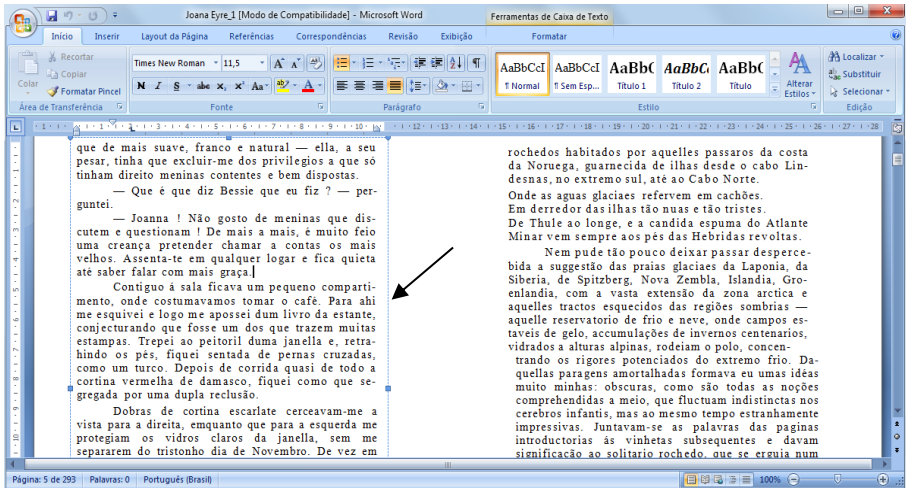 Joana Eyre_1 [Modo de Compatibilidade] - Microsoft Word
Ferramentas de Caixa de Texto
Início Inserir Layout da Página Referências Correspondências Revisão Exibição Formatar
Colar
Recortar
Copiar
Formatar Pincel
Área de Transferência
Times New Roman 11,5
N I S abc x₂ x² Aa
Fonte
Parágrafo
AaBbCcI AaBbCcI AaBbC AaBbCc AaBbC
¶ Normal ¶ Sem Esp... Título 1 Título 2 Título
Alterar Estilos
Estilo
Localizar
Substituir
Selecionar
Edição
que de mais suave, franco e natural — ella, a seu
pesar, tinha que excluir-me dos privilegios a que só
tinham direito meninas contentes e bem dispostas.
— Que è que diz Bessie que eu fiz ? — per-
guntei.
— Joanna ! Não gosto de meninas que dis-
cutem e questionam ! De mais a mais, é muito feio
uma creança pretender chamar a contas os mais
velhos. Assenta-te em qualquer logar e fica quieta
até saber falar com mais graça.
Contiguo á sala ficava um pequeno comparti-
mento, onde costumavamos tomar o café. Para ahi
me esquivei e logo me apossei dum livro da estante,
conjecturando que fosse um dos que trazem muitas
estampas. Trepei ao peitoril duma janella e, retra-
hindo os pés, fiquei sentada de pernas cruzadas,
como um turco. Depois de corrida quasi de todo a
cortina vermelha de damasco, fiquei como que se-
gregada por uma dupla reclusão.
Dobras de cortina escarlate cerceavam-me a
vista para a direita, emquanto que para a esquerda me
protegiam os vidros claros da janella, sem me
separarem do tristonho dia de Novembro. De vez em
rochedos habitados por aquelles passaros da costa
da Noruega, guarnecida de ilhas desde o cabo Lin-
desnas, no extremo sul, até ao Cabo Norte.
Onde as aguas glaciaes refervem em cachões.
Em derredor das ilhas tão nuas e tão tristes.
De Thule ao longe, e a candida espuma do Atlante
Minar vem sempre aos pés das Hebridas revoltas.
Nem pude tão pouco deixar passar desperce-
bida a suggestão das praias glaciaes da Laponia, da
Siberia, de Spitzberg, Nova Zembla, Islandia, Gro-
enlandia, com a vasta extensão da zona arctica e
aquelles tractos esquecidos das regiões sombrias —
aquelle reservatorio de frio e neve, onde campos es-
taveis de gelo, accumulações de invernos centenarios,
vidrados a alturas alpinas, rodeiam o polo, concen-
trando os rigores potenciados do extremo frio. Da-
quellas paragens amortalhadas formava eu umas idéas
muito minhas: obscuras, como são todas as noções
comprehendidas a meio, que fluctuam indistinctas nos
cerebros infantis, mas ao mesmo tempo estranhamente
impressivas. Juntavam-se as palavras das paginas
introductorias ás vinhetas subsequentes e davam
significação ao solitario rochedo, que se erguia num
Página: 5 de 293 Palavras: 0 Português (Brasil) 100%